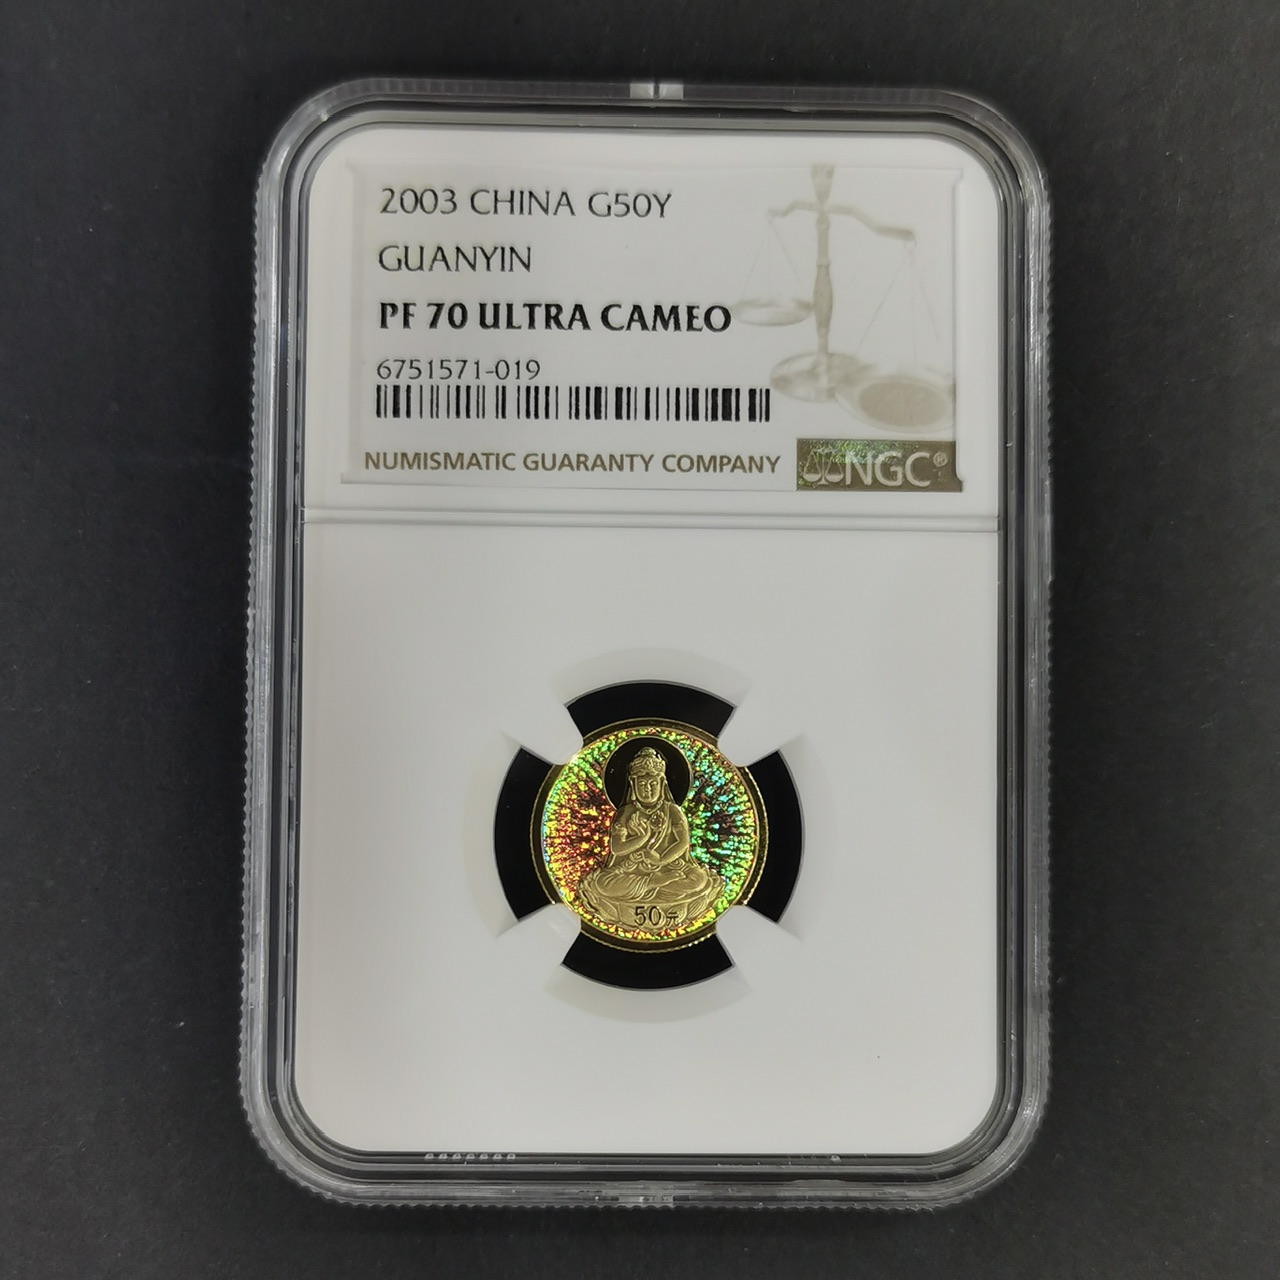 2003 CHINA G50Y
GUANYIN
PF 70 ULTRA CAMEO
6751571-019
NUMISMATIC GUARANTY COMPANY
NGC®
50元